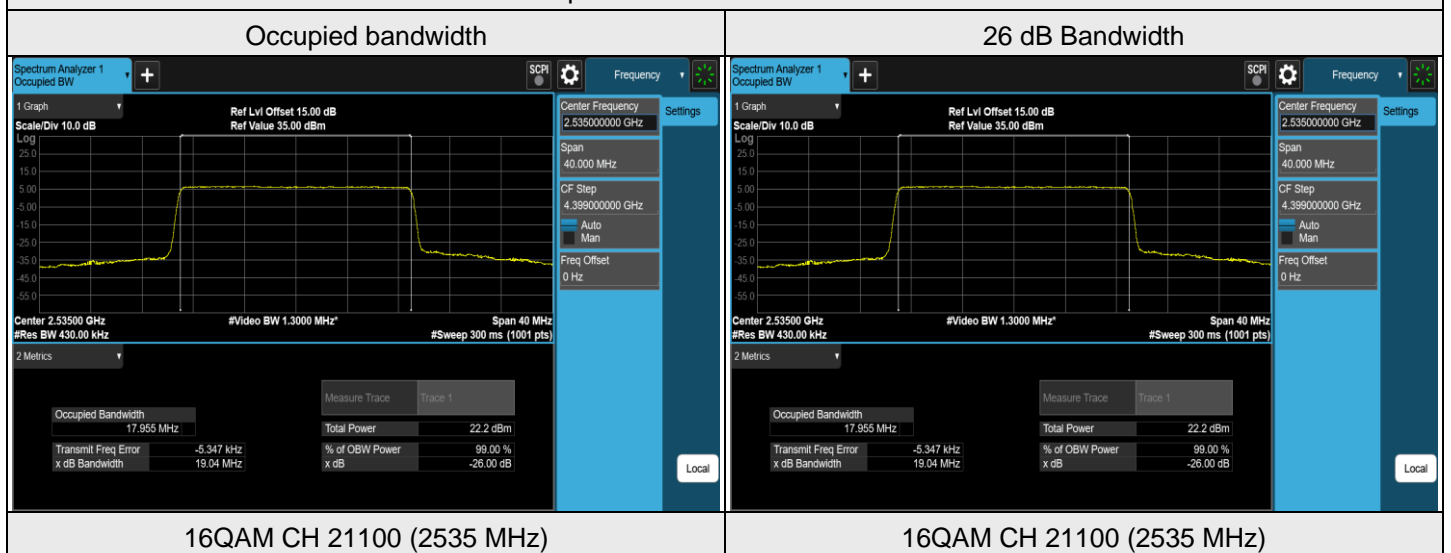 Occupied bandwidth
26 dB Bandwidth
Spectrum Analyzer 1
Occupied BW
+
SCPI
Frequency
1 Graph
Scale/Div 10.0 dB
Ref Lvl Offset 15.00 dB
Ref Value 35.00 dBm
Log
25.0
15.0
5.00
-5.00
-15.0
-25.0
-35.0
-45.0
-55.0
Center 2.53500 GHz
#Video BW 1.3000 MHz*
Span 40 MHz
#Res BW 430.00 kHz
#Sweep 300 ms (1001 pts)
Center Frequency
2.535000000 GHz
Settings
Span
40.000 MHz
CF Step
4.399000000 GHz
Auto
Man
Freq Offset
0 Hz
2 Metrics
Measure Trace Trace 1
Occupied Bandwidth
17.955 MHz
Total Power 22.2 dBm
Transmit Freq Error -5.347 kHz
% of OBW Power 99.00 %
x dB Bandwidth 19.04 MHz
x dB -26.00 dB
Local
Spectrum Analyzer 1
Occupied BW
+
SCPI
Frequency
1 Graph
Scale/Div 10.0 dB
Ref Lvl Offset 15.00 dB
Ref Value 35.00 dBm
Log
25.0
15.0
5.00
-5.00
-15.0
-25.0
-35.0
-45.0
-55.0
Center 2.53500 GHz
#Video BW 1.3000 MHz*
Span 40 MHz
#Res BW 430.00 kHz
#Sweep 300 ms (1001 pts)
Center Frequency
2.535000000 GHz
Settings
Span
40.000 MHz
CF Step
4.399000000 GHz
Auto
Man
Freq Offset
0 Hz
2 Metrics
Measure Trace Trace 1
Occupied Bandwidth
17.955 MHz
Total Power 22.2 dBm
Transmit Freq Error -5.347 kHz
% of OBW Power 99.00 %
x dB Bandwidth 19.04 MHz
x dB -26.00 dB
Local
16QAM CH 21100 (2535 MHz)
16QAM CH 21100 (2535 MHz)